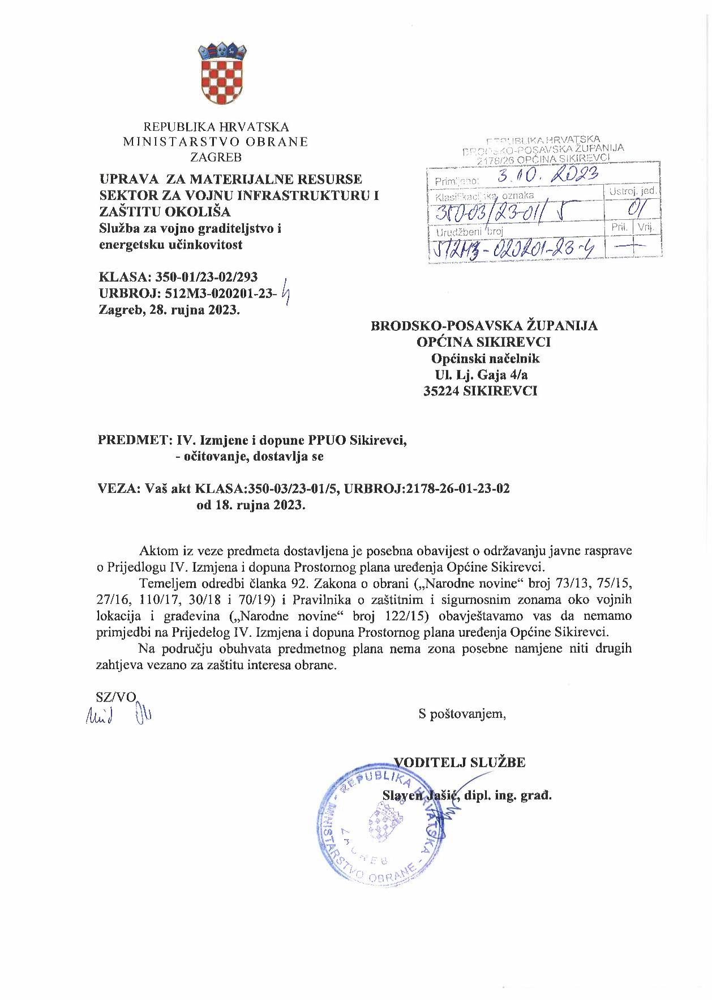 REPUBLIKA HRVATSKA
MINISTARSTVO OBRANE
ZAGREB
UPRAVA ZA MATERIJALNE RESURSE
SEKTOR ZA VOJNU INFRASTRUKTURU I
ZAŠTITU OKOLIŠA
Služba za vojno graditeljstvo i
energetsku učinkovitost
KLASA: 350-01/23-02/293
URBROJ: 512M3-020201-23-4
Zagreb, 28. rujna 2023.
REPUBLIKA HRVATSKA
BRODSKO-POSAVSKA ŽUPANIJA
2178/26 OPĆINA SIKIREVCI
Primljeno: 3.10.2023
Klasifikacijska oznaka Ustroj. jed.
350-03/23-01/5 01
Urudžbeni broj Pril. Vrij.
512M3-020201-23-4
BRODSKO-POSAVSKA ŽUPANIJA
OPĆINA SIKIREVCI
Općinski načelnik
Ul. Lj. Gaja 4/a
35224 SIKIREVCI
PREDMET: IV. Izmjene i dopune PPUO Sikirevci,
- očitovanje, dostavlja se
VEZA: Vaš akt KLASA:350-03/23-01/5, URBROJ:2178-26-01-23-02
od 18. rujna 2023.
Aktom iz veze predmeta dostavljena je posebna obavijest o održavanju javne rasprave
o Prijedlogu IV. Izmjena i dopuna Prostornog plana uređenja Općine Sikirevci.
Temeljem odredbi članka 92. Zakona o obrani („Narodne novine“ broj 73/13, 75/15,
27/16, 110/17, 30/18 i 70/19) i Pravilnika o zaštitnim i sigurnosnim zonama oko vojnih
lokacija i građevina („Narodne novine“ broj 122/15) obavještavamo vas da nemamo
primjedbi na Prijedelog IV. Izmjena i dopuna Prostornog plana uređenja Općine Sikirevci.
Na području obuhvata predmetnog plana nema zona posebne namjene niti drugih
zahtjeva vezano za zaštitu interesa obrane.
SZ/VO
S poštovanjem,
VODITELJ SLUŽBE
Slaven Jašić, dipl. ing. građ.
REPUBLIKA HRVATSKA - MINISTARSTVO OBRANE -
ZAGREB